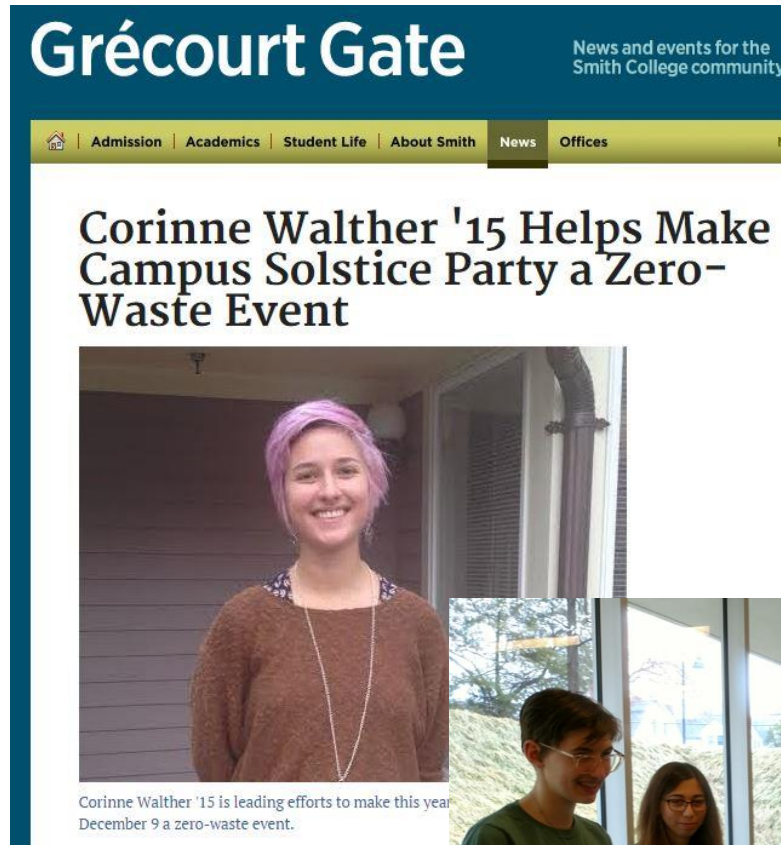 Grécourt Gate
News and events for the
Smith College community
Admission | Academics | Student Life | About Smith News Offices
Corinne Walther '15 Helps Make
Campus Solstice Party a Zero-
Waste Event
Corinne Walther '15 is leading efforts to make this year
December 9 a zero-waste event.